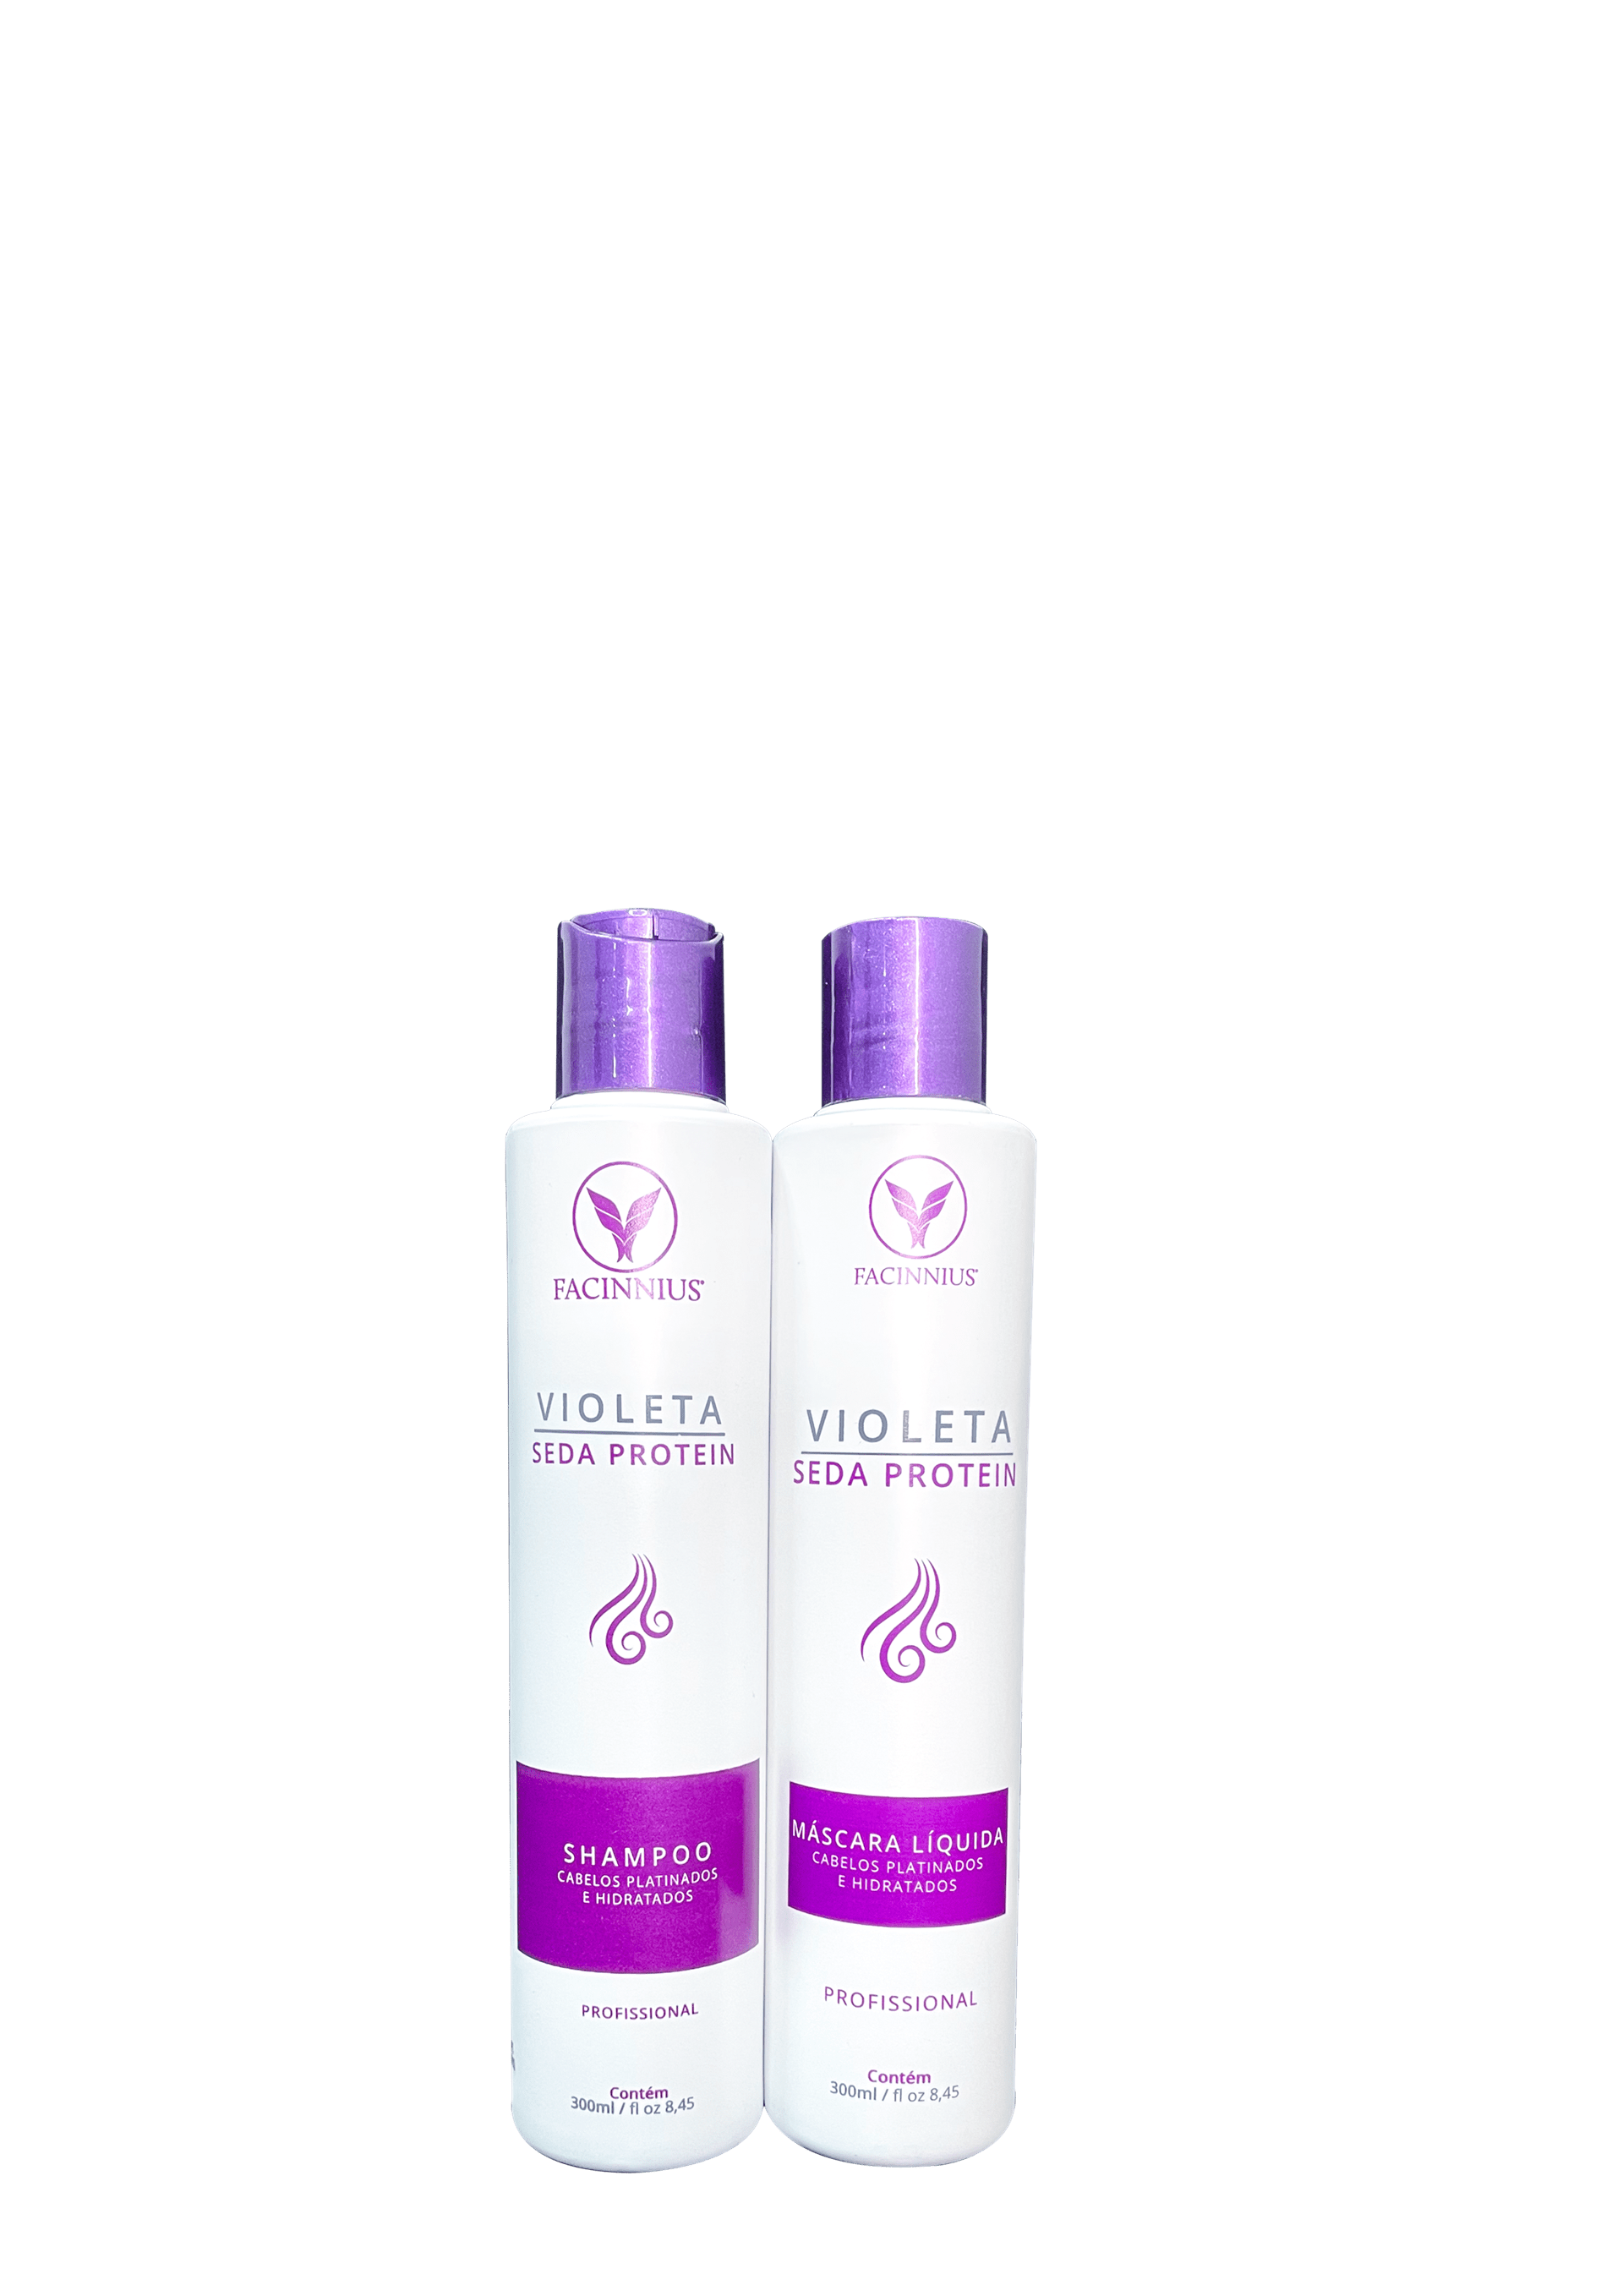 FACINNIUS®
VIOLETA
SEDA PROTEIN
SHAMPOO
CABELOS PLATINADOS
E HIDRATADOS
PROFISSIONAL
Contém
300ml / fl oz 8,45
FACINNIUS®
VIOLETA
SEDA PROTEIN
MÁSCARA LÍQUIDA
CABELOS PLATINADOS
E HIDRATADOS
PROFISSIONAL
Contém
300ml / fl oz 8,45